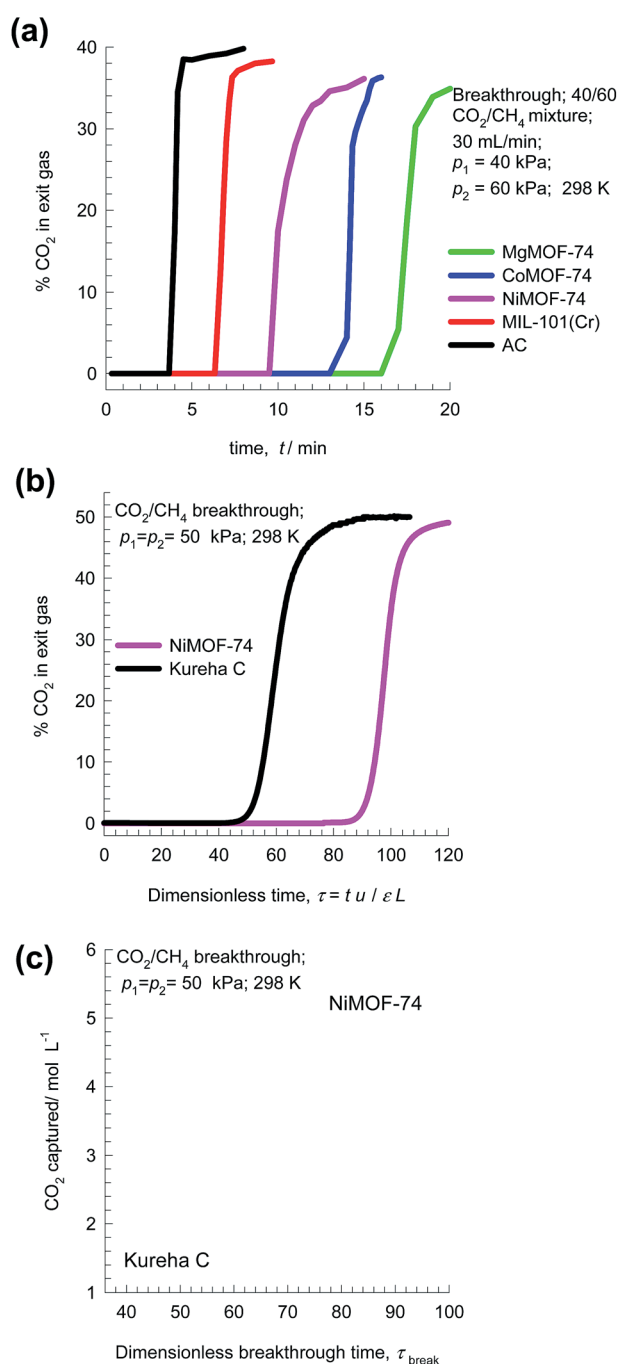 (a)
40
30
20
10
0
% CO2 in exit gas
0 5 10 15 20
time, t / min
Breakthrough; 40/60
CO2/CH4 mixture;
30 mL/min;
p1 = 40 kPa;
p2 = 60 kPa; 298 K
MgMOF-74
CoMOF-74
NiMOF-74
MIL-101(Cr)
AC
(b)
50
40
30
20
10
0
% CO2 in exit gas
CO2/CH4 breakthrough;
p1=p2= 50 kPa; 298 K
NiMOF-74
Kureha C
0 20 40 60 80 100 120
Dimensionless time, τ = t u / ε L
(c)
6
5
4
3
2
1
CO2 captured/ mol L-1
CO2/CH4 breakthrough;
p1=p2= 50 kPa; 298 K
NiMOF-74
Kureha C
40 50 60 70 80 90 100
Dimensionless breakthrough time, τbreak